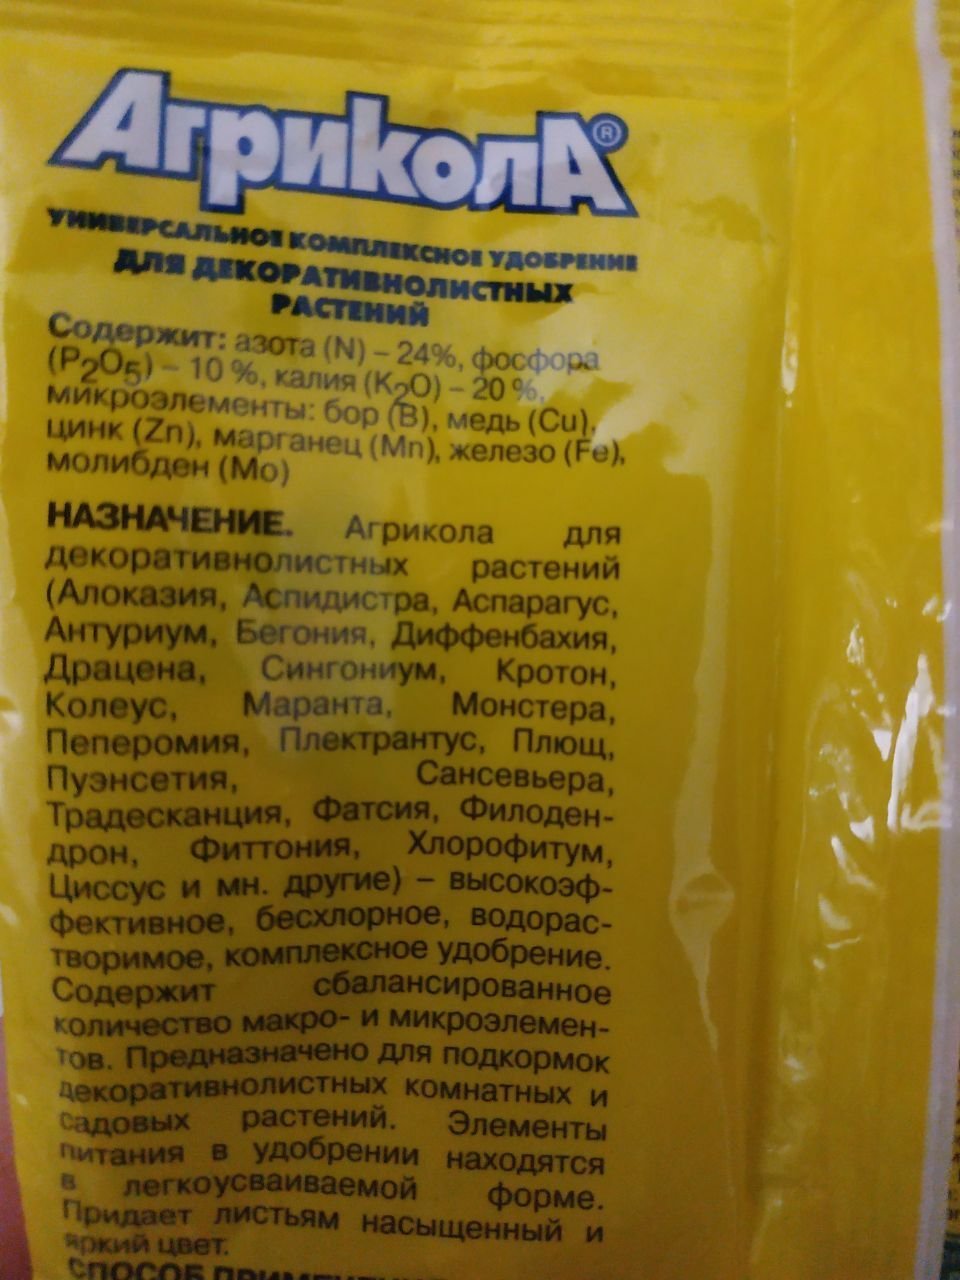 АгриколА®
УНИВЕРСАЛЬНОЕ КОМПЛЕКСНОЕ УДОБРЕНИЕ
ДЛЯ ДЕКОРАТИВНОЛИСТНЫХ
РАСТЕНИЙ
Содержит: азота (N) – 24%, фосфора
(P₂O₅) – 10 %, калия (K₂O) – 20 %,
микроэлементы: бор (B), медь (Cu),
цинк (Zn), марганец (Mn), железо (Fe),
молибден (Mo)
НАЗНАЧЕНИЕ. Агрикола для
декоративнолистных растений
(Алоказия, Аспидистра, Аспарагус,
Антуриум, Бегония, Диффенбахия,
Драцена, Сингониум, Кротон,
Колеус, Маранта, Монстера,
Пеперомия, Плектрантус, Плющ,
Пуэнсетия, Сансевьера,
Традесканция, Фатсия, Филоден-
дрон, Фиттония, Хлорофитум,
Циссус и мн. другие) – высокоэф-
фективное, бесхлорное, водорас-
творимое, комплексное удобрение.
Содержит сбалансированное
количество макро- и микроэлемен-
тов. Предназначено для подкормок
декоративнолистных комнатных и
садовых растений. Элементы
питания в удобрении находятся
в легкоусваиваемой форме.
Придает листьям насыщенный и
яркий цвет.
СПОСОБ